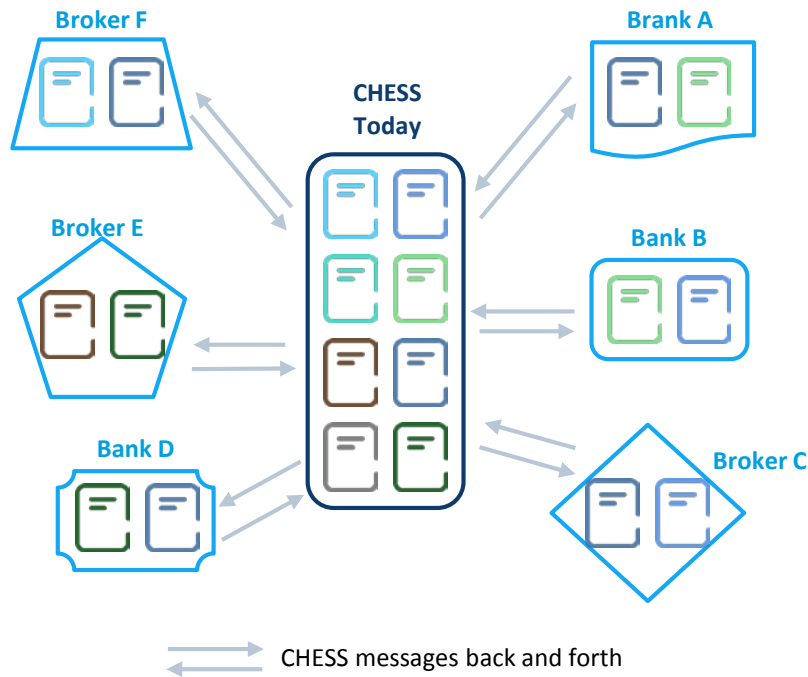 Broker F
Brank A
CHESS
Today
Broker E
Bank B
Bank D
Broker C
CHESS messages back and forth